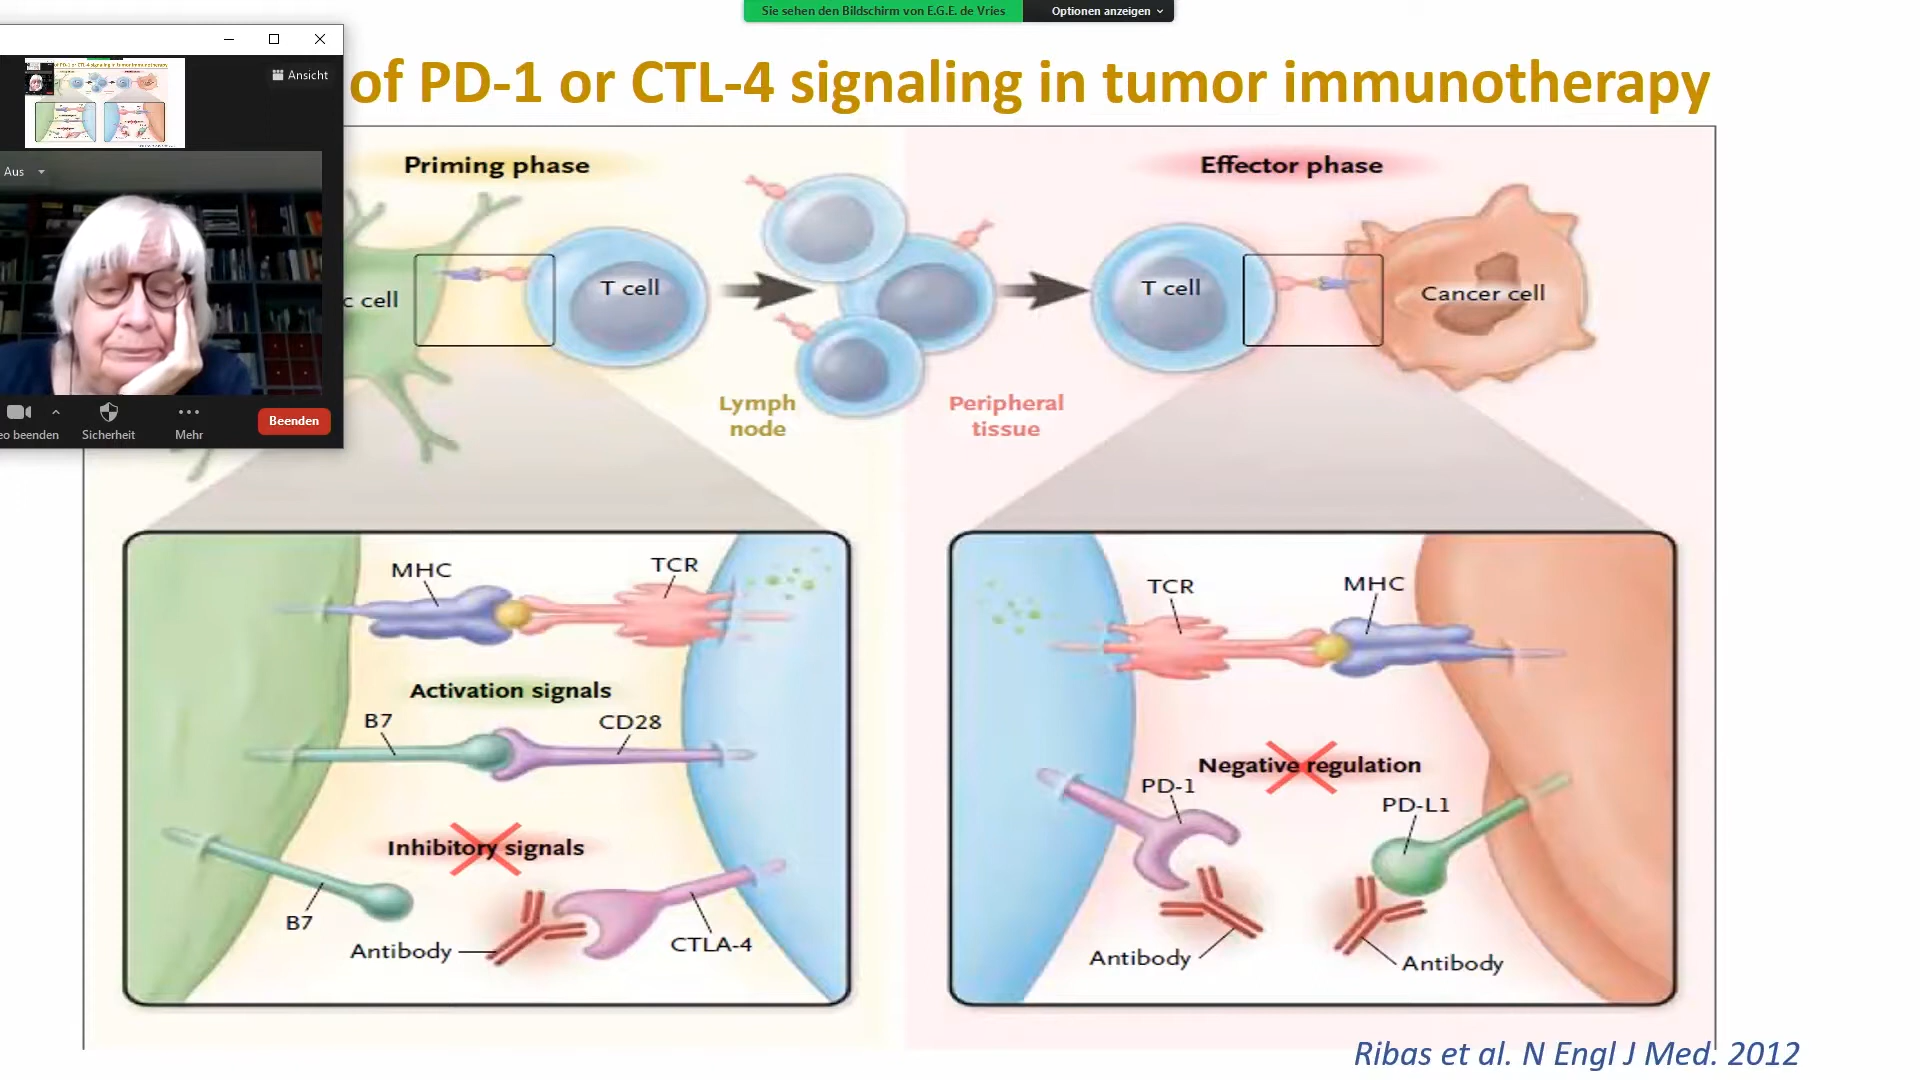 Sie sehen den Bildschirm von E.G.E. de Vries
Optionen anzeigen
Ansicht
Aus
eo beenden
Sicherheit
Mehr
Beenden
of PD-1 or CTL-4 signaling in tumor immunotherapy
Priming phase
Effector phase
c cell
T cell
T cell
Cancer cell
Lymph
node
Peripheral
tissue
MHC
TCR
Activation signals
B7
CD28
Inhibitory signals
B7
Antibody
CTLA-4
TCR
MHC
Negative regulation
PD-1
PD-L1
Antibody
Antibody
Ribas et al. N Engl J Med. 2012